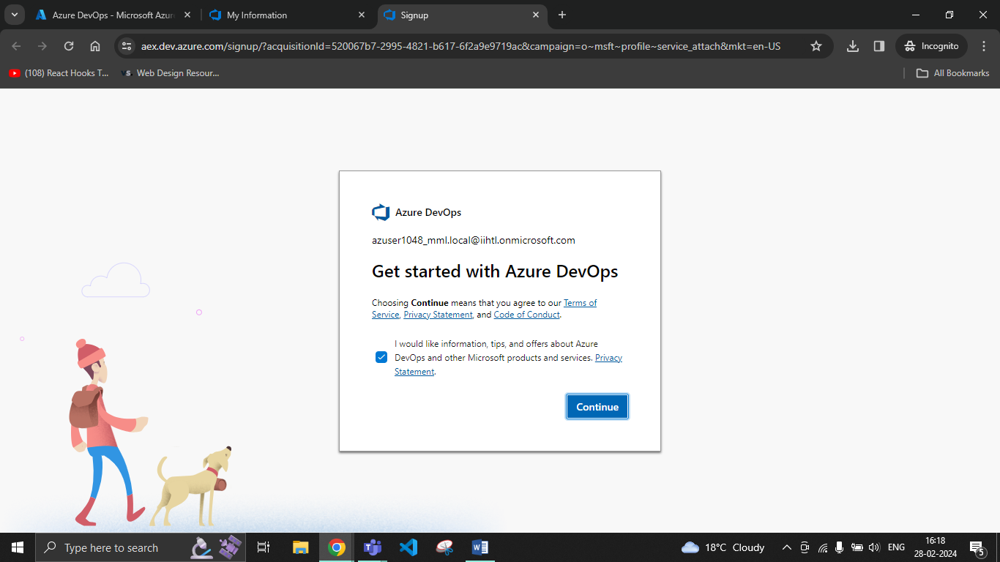 Azure DevOps - Microsoft Azure
My Information
Signup
aex.dev.azure.com/signup/?acquisitionId=520067b7-2995-4821-b617-6f2a9e9719ac&campaign=o~msft~profile~service_attach&mkt=en-US
Incognito
(108) React Hooks T...
VS
Web Design Resour...
All Bookmarks
Azure DevOps
azuser1048_mml.local@iihtl.onmicrosoft.com
Get started with Azure DevOps
Choosing Continue means that you agree to our Terms of
Service, Privacy Statement, and Code of Conduct.
I would like information, tips, and offers about Azure
DevOps and other Microsoft products and services. Privacy
Statement.
Continue
Type here to search
18°C Cloudy
ENG
16:18
28-02-2024
5